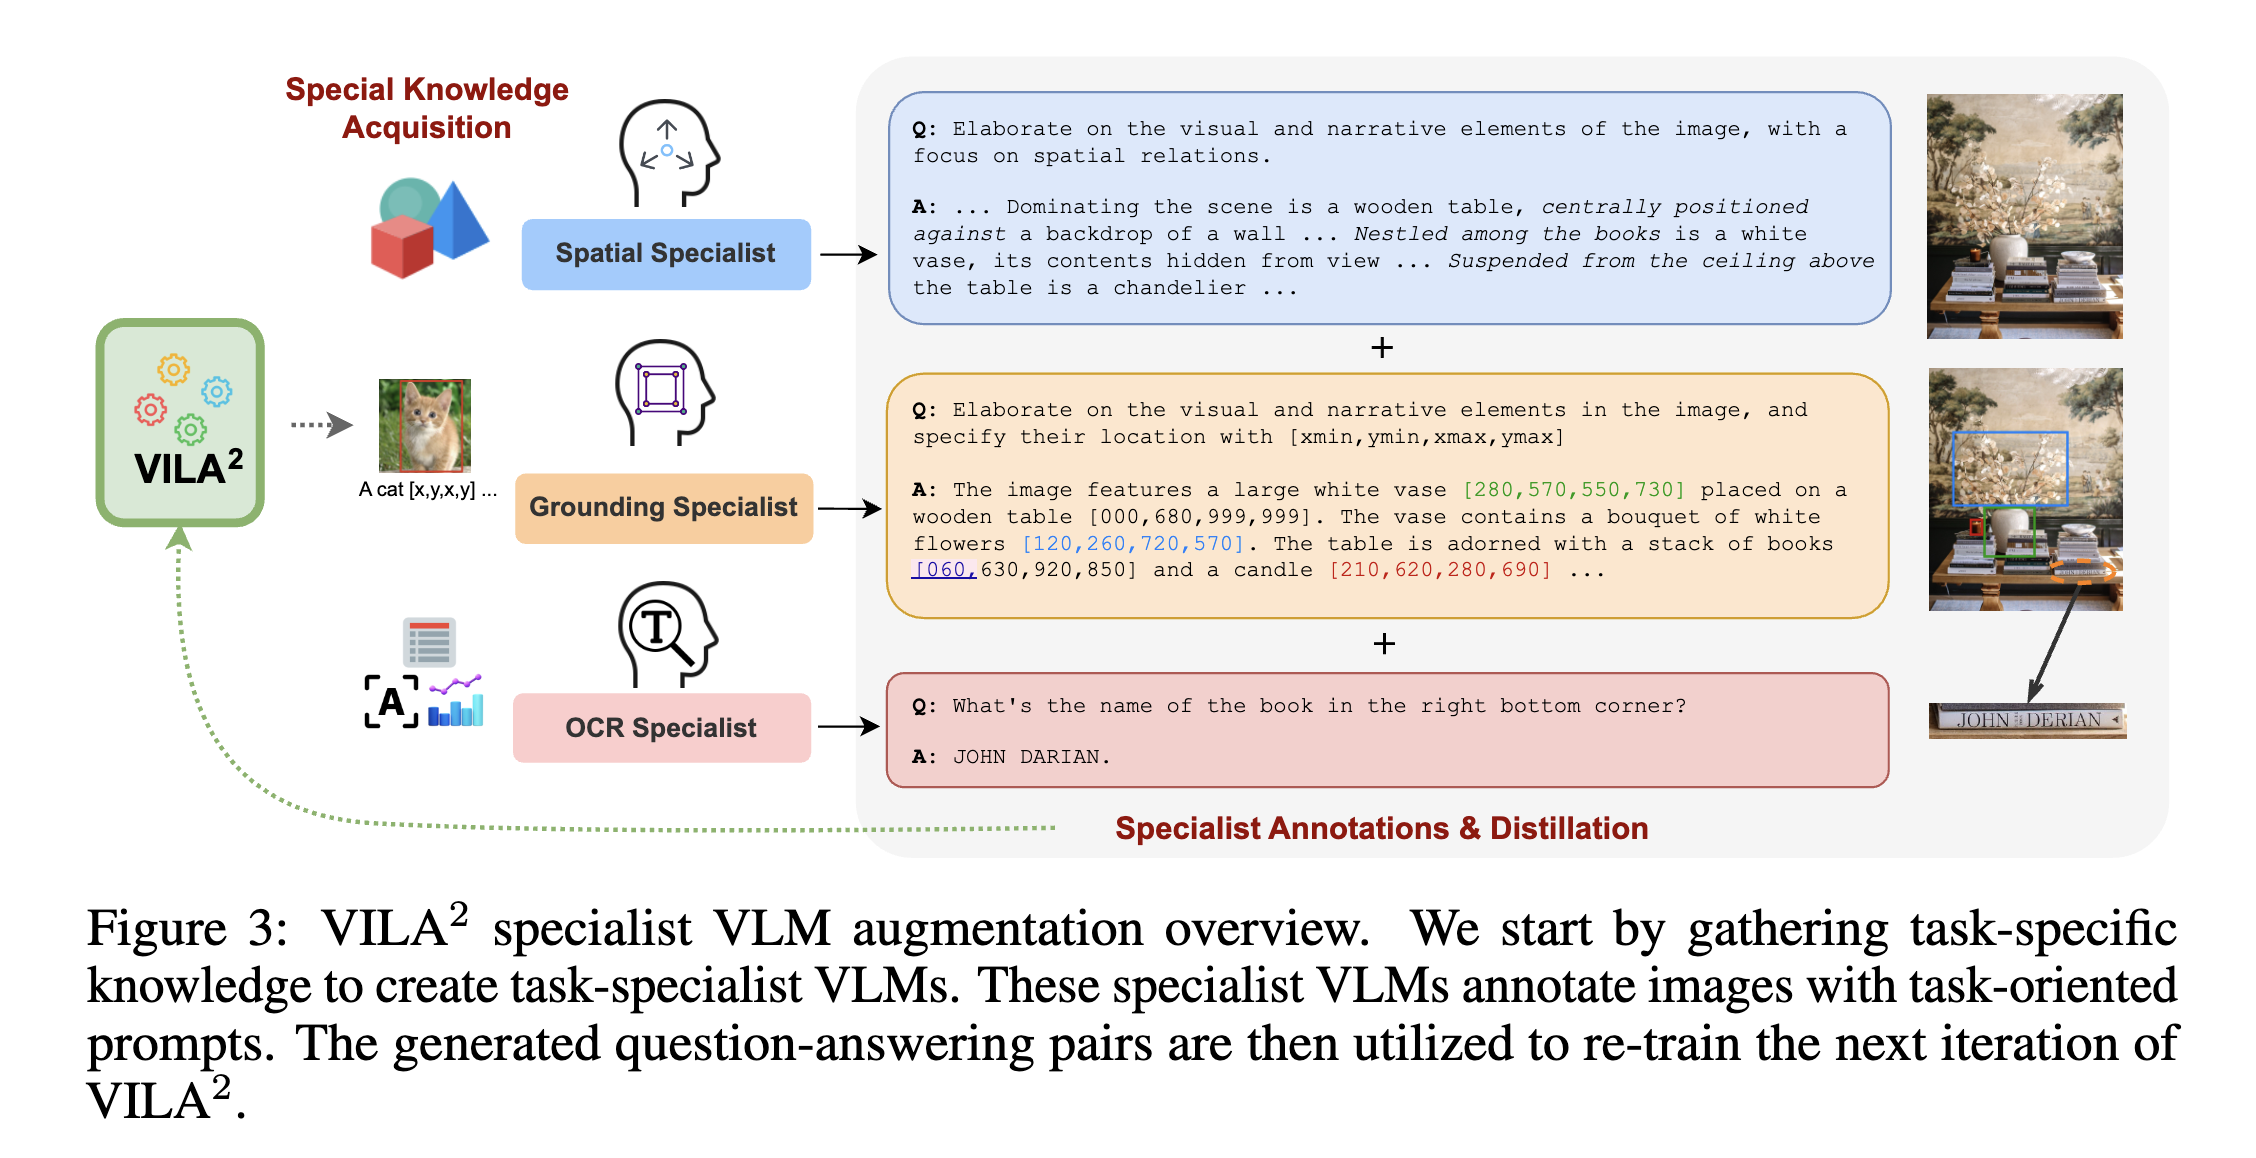 Special Knowledge
Acquisition
Spatial Specialist
Q: Elaborate on the visual and narrative elements of the image, with a
focus on spatial relations.
A: ... Dominating the scene is a wooden table, centrally positioned
against a backdrop of a wall ... Nestled among the books is a white
vase, its contents hidden from view ... Suspended from the ceiling above
the table is a chandelier ...
+
VILA²
A cat [x,y,x,y] ...
Grounding Specialist
Q: Elaborate on the visual and narrative elements in the image, and
specify their location with [xmin,ymin,xmax,ymax]
A: The image features a large white vase [280,570,550,730] placed on a
wooden table [000,680,999,999]. The vase contains a bouquet of white
flowers [120,260,720,570]. The table is adorned with a stack of books
[060,630,920,850] and a candle [210,620,280,690] ...
+
A
T
OCR Specialist
Q: What's the name of the book in the right bottom corner?
A: JOHN DARIAN.
JOHN DERIAN
Specialist Annotations & Distillation
Figure 3: VILA² specialist VLM augmentation overview. We start by gathering task-specific
knowledge to create task-specialist VLMs. These specialist VLMs annotate images with task-oriented
prompts. The generated question-answering pairs are then utilized to re-train the next iteration of
VILA².